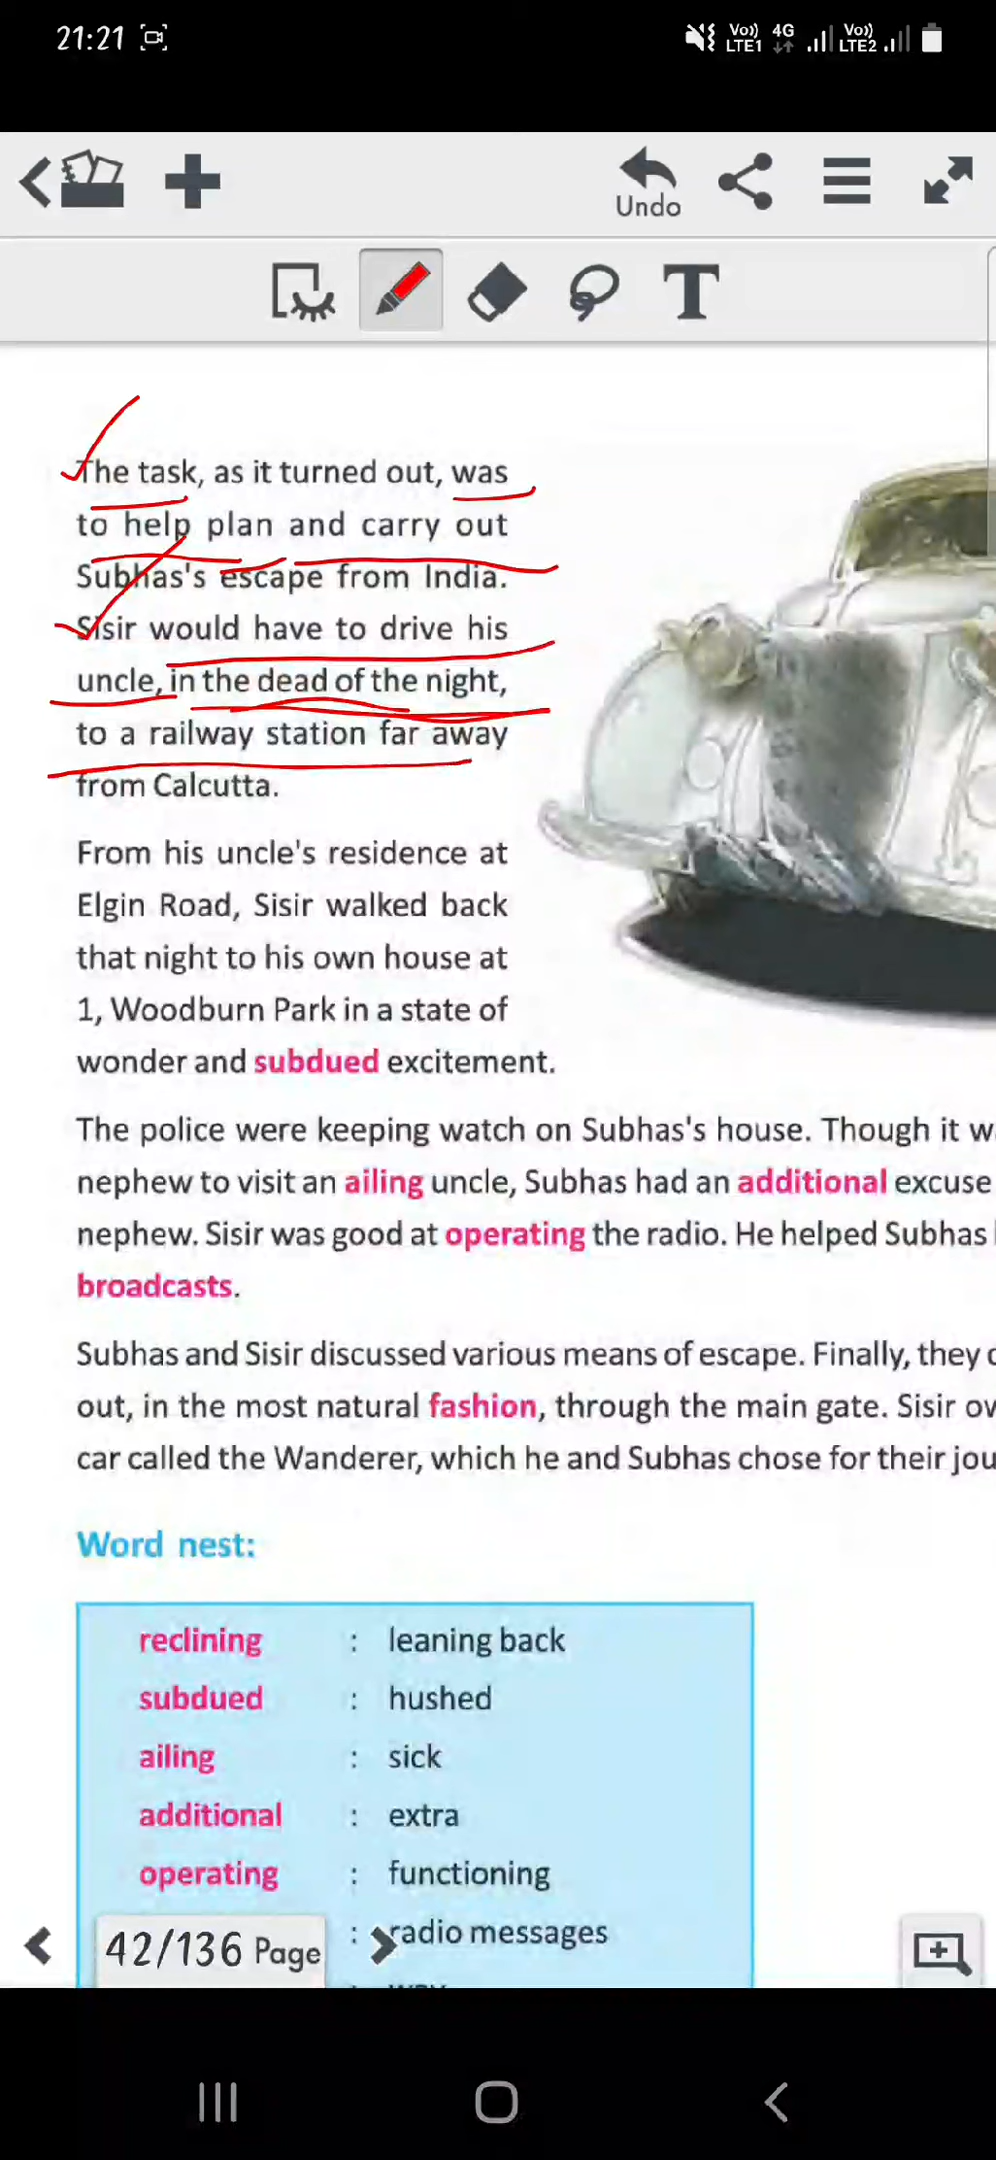 21:21
Vo)) LTE1 4G Vo)) LTE2
Undo
T
The task, as it turned out, was
to help plan and carry out
Subhas's escape from India.
Sisir would have to drive his
uncle, in the dead of the night,
to a railway station far away
from Calcutta.
From his uncle's residence at
Elgin Road, Sisir walked back
that night to his own house at
1, Woodburn Park in a state of
wonder and subdued excitement.
The police were keeping watch on Subhas's house. Though it
nephew to visit an ailing uncle, Subhas had an additional excuse
nephew. Sisir was good at operating the radio. He helped Subhas
broadcasts.
Subhas and Sisir discussed various means of escape. Finally, they
out, in the most natural fashion, through the main gate. Sisir
car called the Wanderer, which he and Subhas chose for their
Word nest:
reclining : leaning back
subdued : hushed
ailing : sick
additional : extra
operating : functioning
: radio messages
42/136 Page